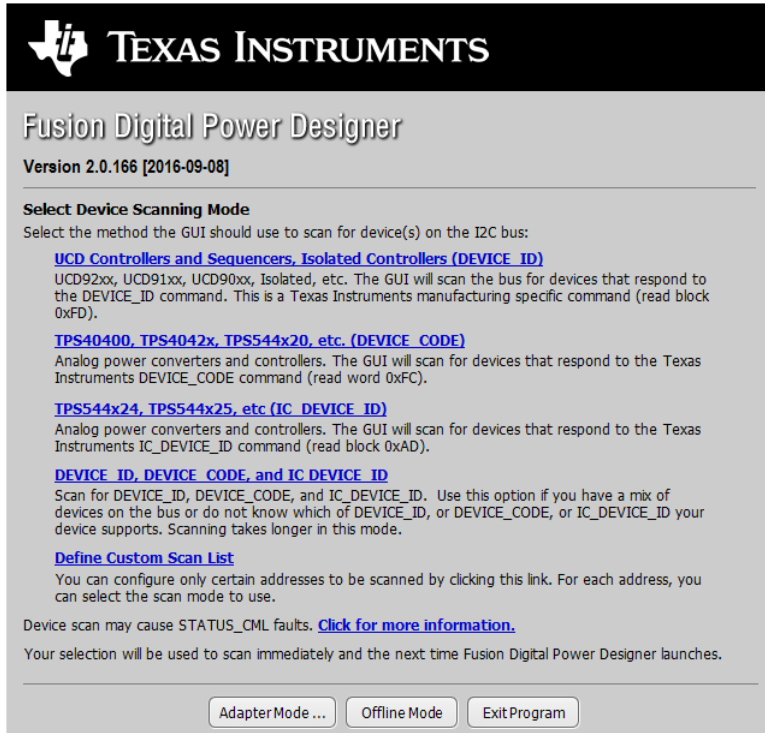 TEXAS INSTRUMENTS
Fusion Digital Power Designer
Version 2.0.166 [2016-09-08]
Select Device Scanning Mode
Select the method the GUI should use to scan for device(s) on the I2C bus:
UCD Controllers and Sequencers, Isolated Controllers (DEVICE_ID)
UCD92xx, UCD91xx, UCD90xx, Isolated, etc. The GUI will scan the bus for devices that respond to
the DEVICE_ID command. This is a Texas Instruments manufacturing specific command (read block
0xFD).
TPS40400, TPS4042x, TPS544x20, etc. (DEVICE_CODE)
Analog power converters and controllers. The GUI will scan for devices that respond to the Texas
Instruments DEVICE_CODE command (read word 0xFC).
TPS544x24, TPS544x25, etc (IC_DEVICE_ID)
Analog power converters and controllers. The GUI will scan for devices that respond to the Texas
Instruments IC_DEVICE_ID command (read block 0xAD).
DEVICE_ID, DEVICE_CODE, and IC DEVICE_ID
Scan for DEVICE_ID, DEVICE_CODE, and IC_DEVICE_ID.  Use this option if you have a mix of
devices on the bus or do not know which of DEVICE_ID, or DEVICE_CODE, or IC_DEVICE_ID your
device supports. Scanning takes longer in this mode.
Define Custom Scan List
You can configure only certain addresses to be scanned by clicking this link. For each address, you
can select the scan mode to use.
Device scan may cause STATUS_CML faults. Click for more information.
Your selection will be used to scan immediately and the next time Fusion Digital Power Designer launches.
Adapter Mode ... Offline Mode Exit Program